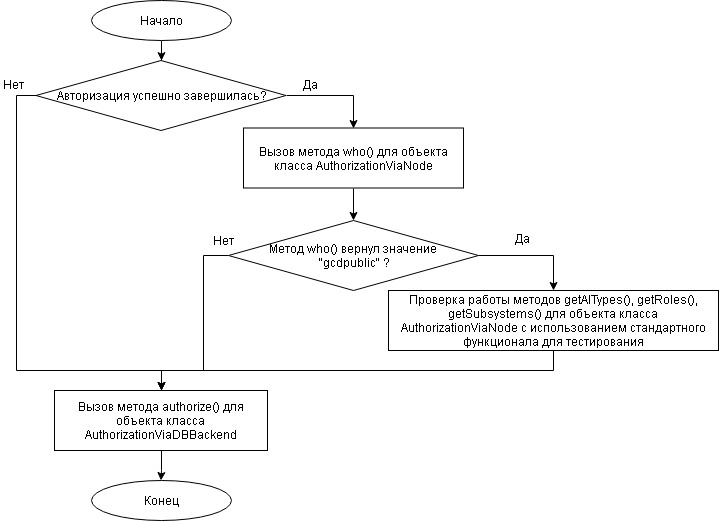 Начало
Нет
Да
Авторизация успешно завершилась?
Вызов метода who() для объекта
класса AuthorizationViaNode
Нет
Да
Метод who() вернул значение
"gcdpublic" ?
Проверка работы методов getAlTypes(), getRoles(),
getSubsystems() для объекта класса
AuthorizationViaNode с использованием стандартного
функционала для тестирования
Вызов метода authorize() для
объекта класса
AuthorizationViaDBBackend
Конец